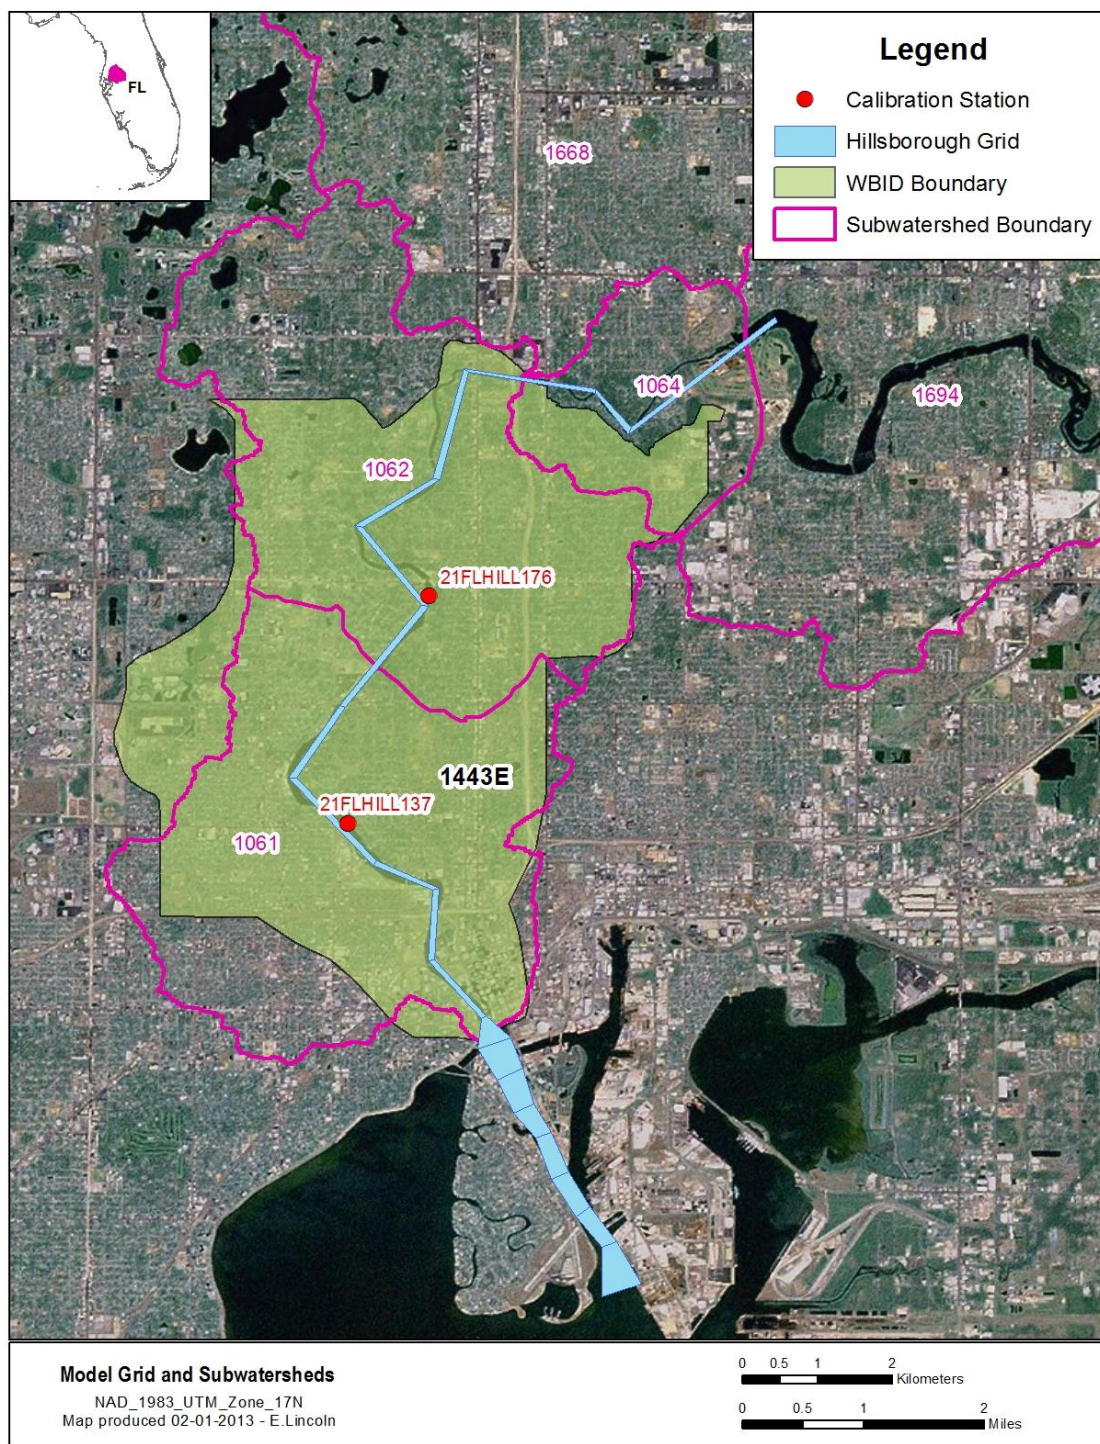 FL
Legend
Calibration Station
Hillsborough Grid
WBID Boundary
Subwatershed Boundary
1668
1064
1694
1062
21FLHILL176
1443E
21FLHILL137
1061
Model Grid and Subwatersheds
NAD_1983_UTM_Zone_17N
Map produced 02-01-2013 - E.Lincoln
0 0.5 1 2
Kilometers
0 0.5 1 2
Miles